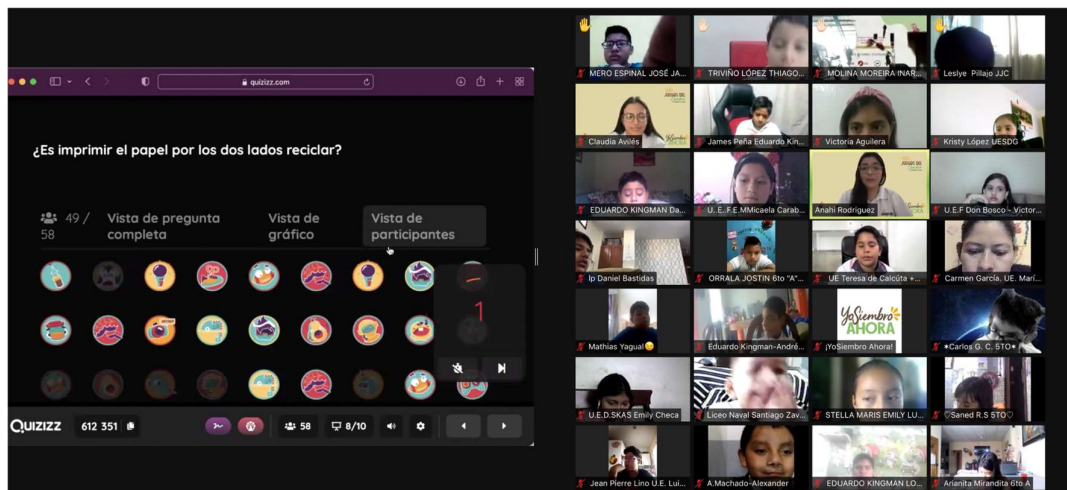 quizizz.com
¿Es imprimir el papel por los dos lados reciclar?
49 /
58
Vista de pregunta
completa
Vista de
gráfico
Vista de
participantes
1
QUIZIZZ
612 351
58
8/10
MERO ESPINAL JOSÉ JA...
TRIVIÑO LÓPEZ THIAGO...
MOLINA MOREIRA INAR...
Leslye Pillajo JJC
Claudia Avilés
James Peña Eduardo Kin...
Victoria Aguilera
Kristy López UESDG
YoSiembro
AHORA
EDUARDO KINGMAN Da...
U. E. F.E.MMicaela Carab...
Anahi Rodriguez
U.E.F Don Bosco - Victor...
Ip Daniel Bastidas
ORRALA JOSTIN 6to "A"...
UE Teresa de Calcúta +...
Carmen García. UE. Marí...
Mathias Yagual
Eduardo Kingman-André...
YoSiembro
AHORA
¡YoSiembro Ahora!
*Carlos G. C. 5TO*
U.E.D.SKAS Emily Checa
Liceo Naval Santiago Zav...
STELLA MARIS EMILY LU...
♡Saned R.S 5TO♡
Jean Pierre Lino U.E. Lui...
A.Machado-Alexander
EDUARDO KINGMAN LO...
Arianita Mirandita 6to A